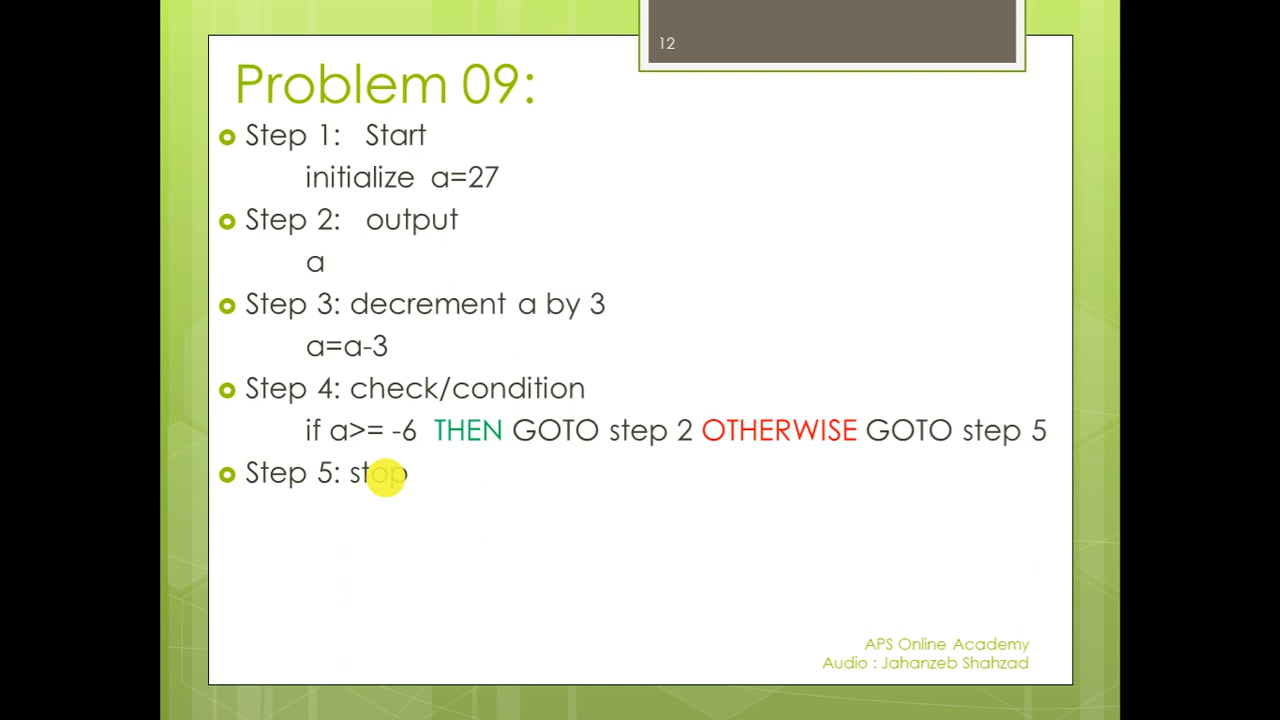 12
Problem 09:
Step 1: Start
initialize a=27
Step 2: output
a
Step 3: decrement a by 3
a=a-3
Step 4: check/condition
if a>= -6 THEN GOTO step 2 OTHERWISE GOTO step 5
Step 5: stop
APS Online Academy
Audio : Jahanzeb Shahzad